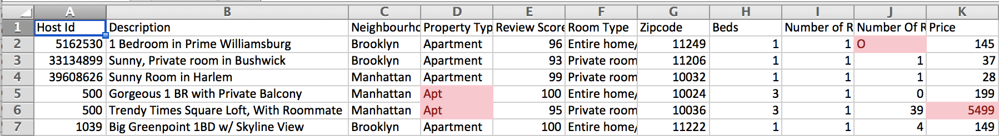 A B C D E F G H I J K
1 Host Id Description Neighbourho Property Typ Review Score Room Type Zipcode Beds Number of R Number Of R Price
2 5162530 1 Bedroom in Prime Williamsburg Brooklyn Apartment 96 Entire home/ 11249 1 1 O 145
3 33134899 Sunny, Private room in Bushwick Brooklyn Apartment 93 Private room 11206 1 1 1 37
4 39608626 Sunny Room in Harlem Manhattan Apartment 99 Private room 10032 1 1 1 28
5 500 Gorgeous 1 BR with Private Balcony Manhattan Apt 100 Entire home/ 10024 3 1 0 199
6 500 Trendy Times Square Loft, With Roommate Manhattan Apt 95 Private room 10036 3 1 39 5499
7 1039 Big Greenpoint 1BD w/ Skyline View Brooklyn Apartment 100 Entire home/ 11222 1 1 4 149